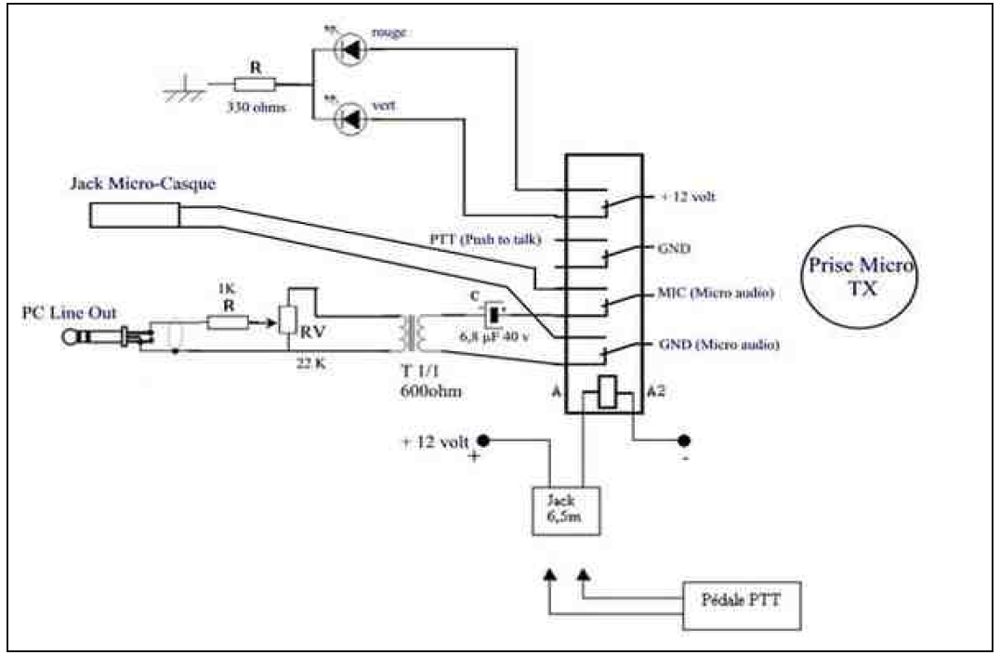 rouge
R
330 ohms
vert
Jack Micro-Casque
+ 12 volt
PTT (Push to talk)
GND
Prise Micro
TX
1K
R
C
MIC (Micro audio)
PC Line Out
RV
+
6,8 µF 40 v
22 K
GND (Micro audio)
T 1/1
600ohm
A
A2
+ 12 volt
+
-
Jack
6,5m
Pédale PTT